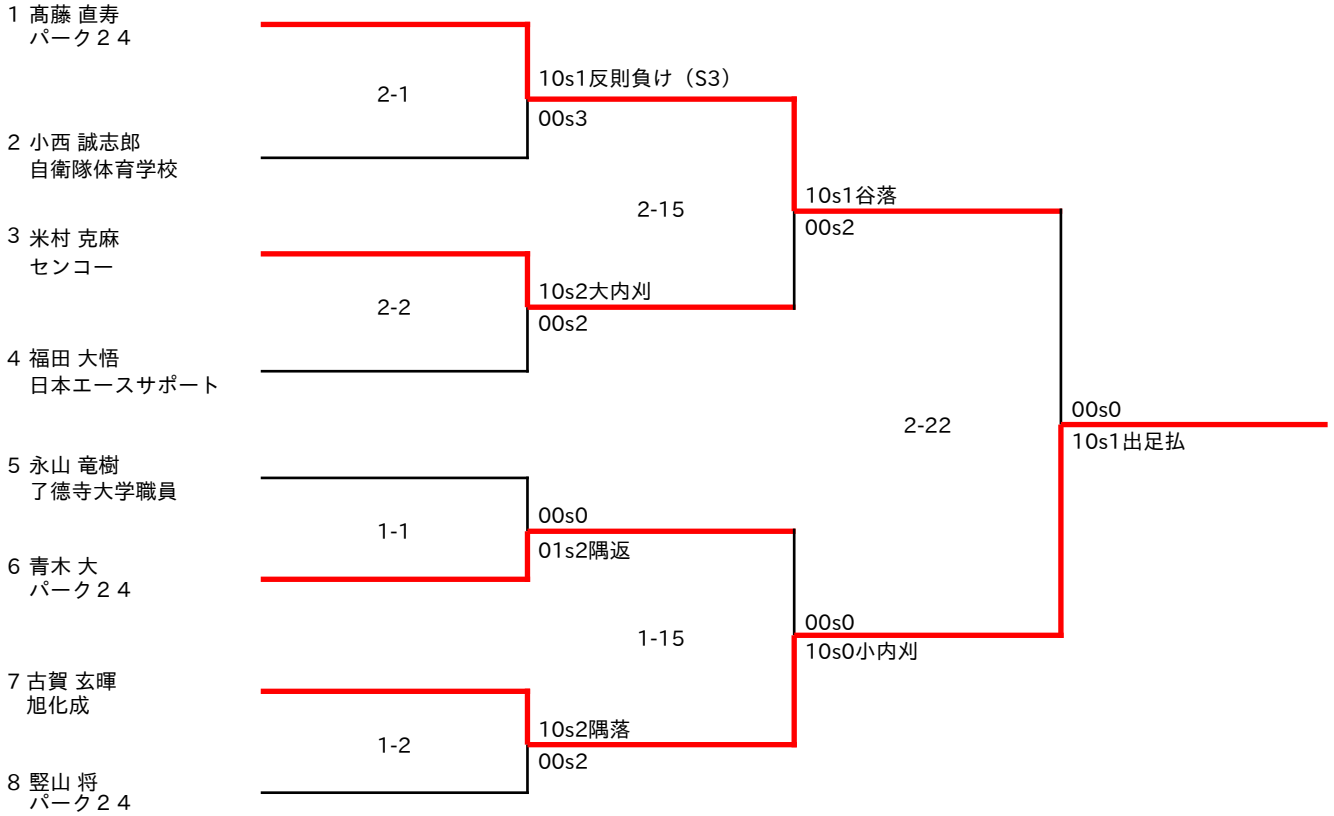 1 髙藤 直寿
パーク２４
2-1
10s1反則負け（S3）
00s3
2 小西 誠志郎
自衛隊体育学校
2-15
10s1谷落
00s2
3 米村 克麻
センコー
2-2
10s2大内刈
00s2
4 福田 大悟
日本エースサポート
2-22
00s0
10s1出足払
5 永山 竜樹
了德寺大学職員
1-1
00s0
01s2隅返
6 青木 大
パーク２４
1-15
00s0
10s0小内刈
7 古賀 玄暉
旭化成
1-2
10s2隅落
00s2
8 竪山 将
パーク２４